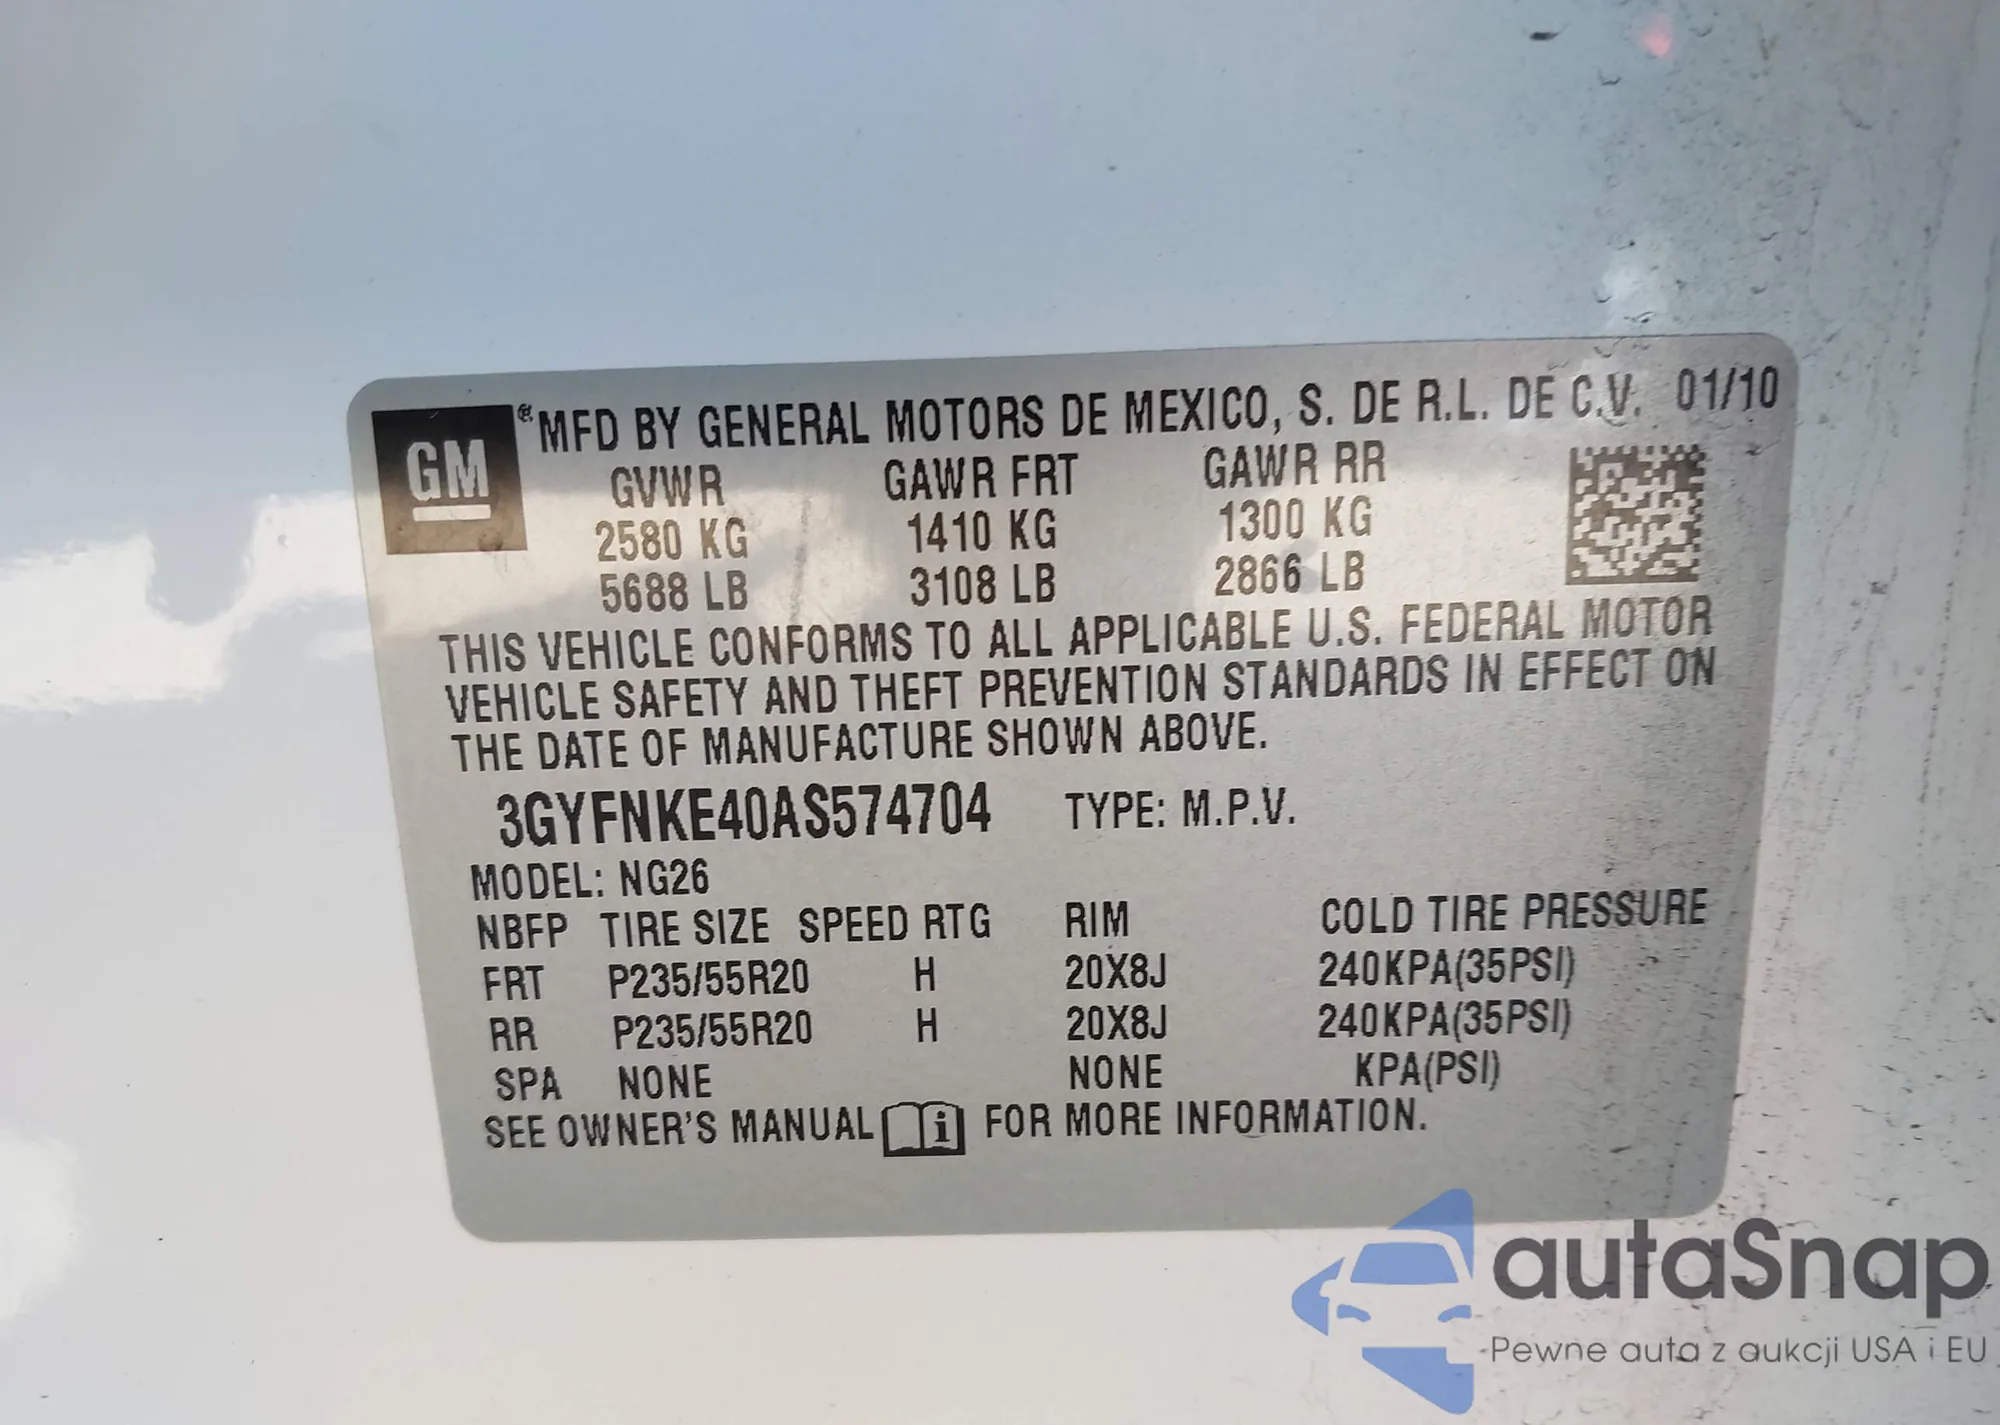 GM
® MFD BY GENERAL MOTORS DE MEXICO, S. DE R.L. DE C.V. 01/10
GVWR GAWR FRT GAWR RR
2580 KG 1410 KG 1300 KG
5688 LB 3108 LB 2866 LB
THIS VEHICLE CONFORMS TO ALL APPLICABLE U.S. FEDERAL MOTOR
VEHICLE SAFETY AND THEFT PREVENTION STANDARDS IN EFFECT ON
THE DATE OF MANUFACTURE SHOWN ABOVE.
3GYFNKE40AS574704 TYPE: M.P.V.
MODEL: NG26
NBFP TIRE SIZE SPEED RTG RIM COLD TIRE PRESSURE
FRT P235/55R20 H 20X8J 240KPA(35PSI)
RR P235/55R20 H 20X8J 240KPA(35PSI)
SPA NONE NONE KPA(PSI)
SEE OWNER'S MANUAL i FOR MORE INFORMATION.
autaSnap
Pewne auta z aukcji USA i EU